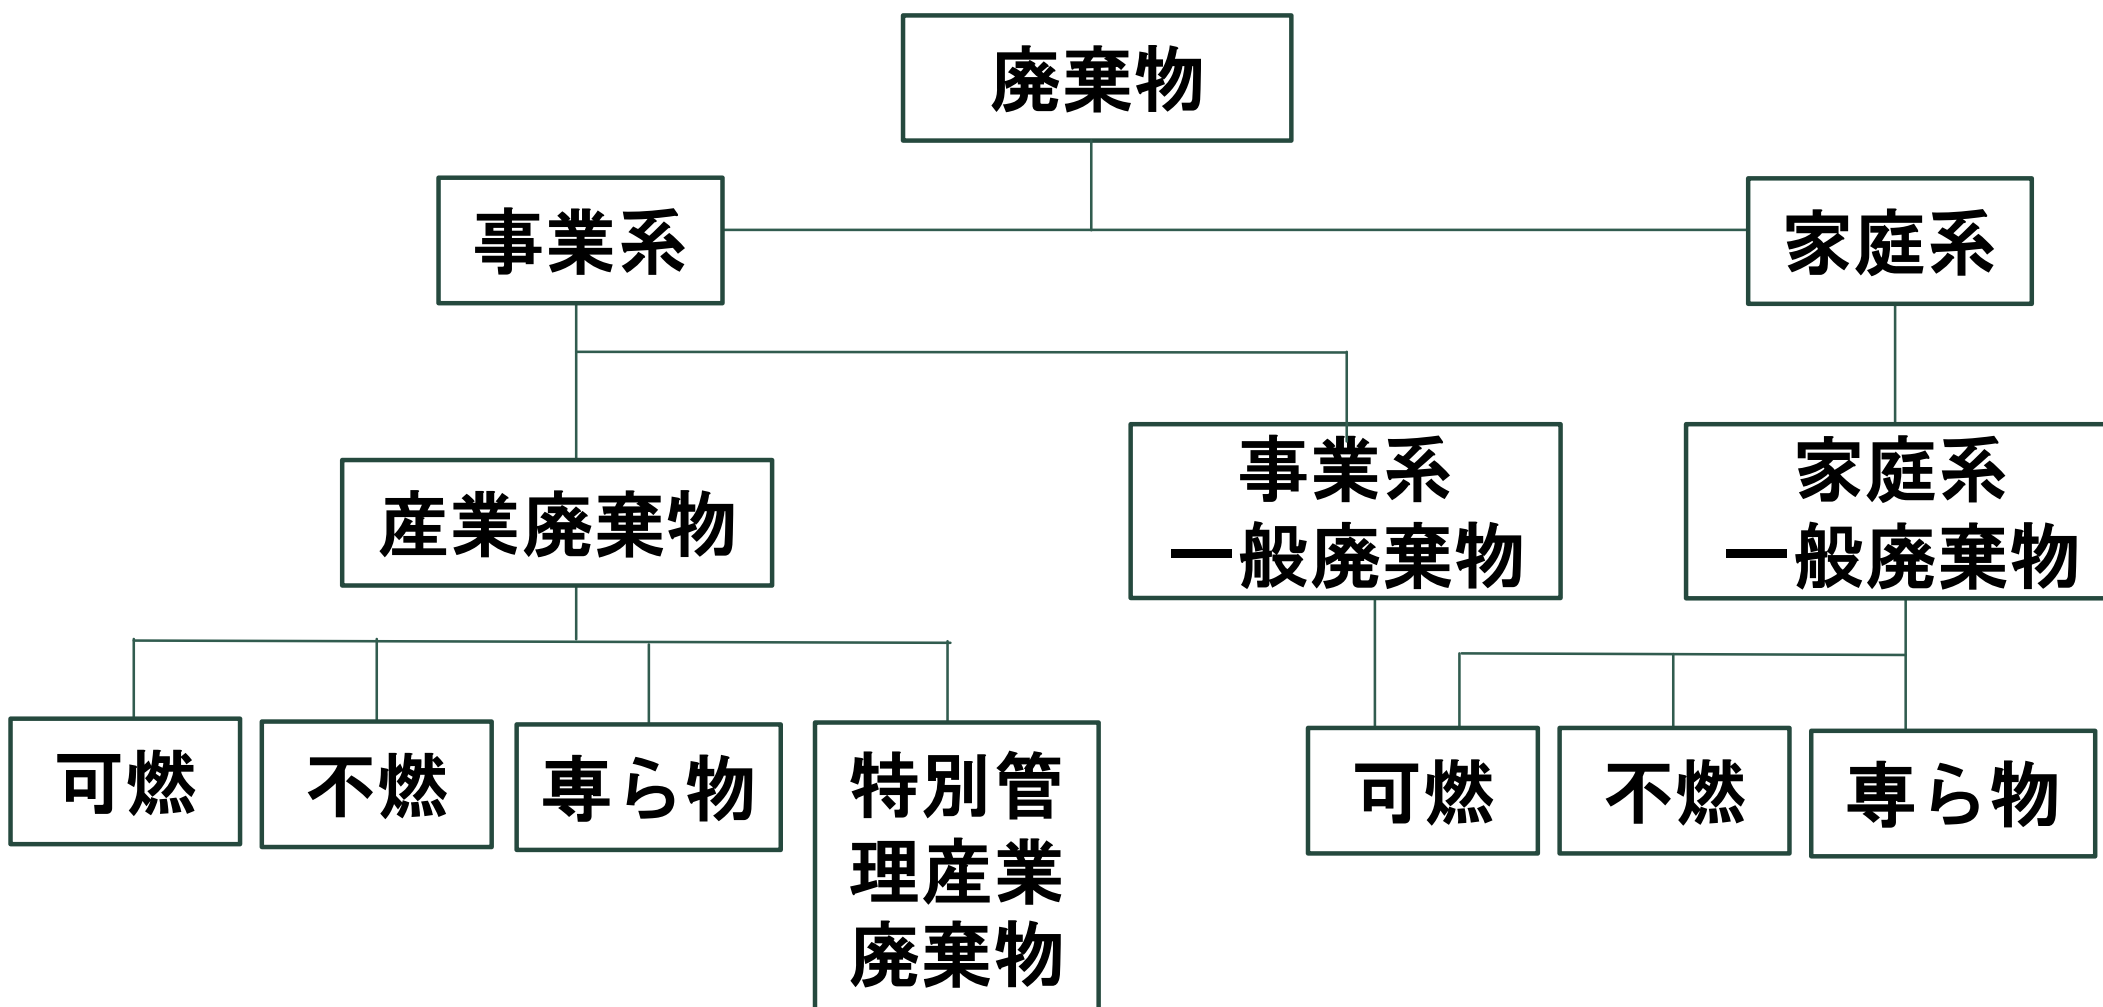 廃棄物
事業系
家庭系
産業廃棄物
事業系
一般廃棄物
家庭系
一般廃棄物
可燃
不燃
専ら物
特別管
理産業
廃棄物
可燃
不燃
専ら物